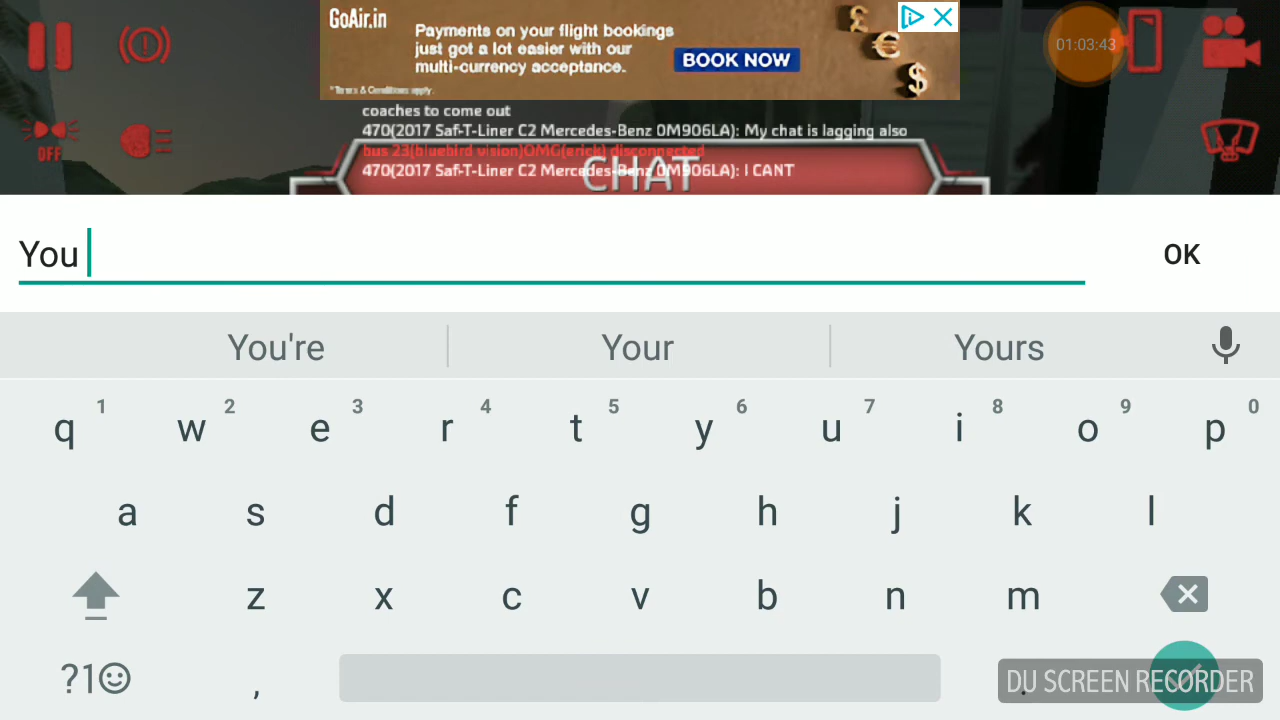 GoAir.in
Payments on your flight bookings
just got a lot easier with our
multi-currency acceptance.
BOOK NOW
*Terms & Conditions apply.
01:03:43
OFF
coaches to come out
470(2017 Saf-T-Liner C2 Mercedes-Benz OM906LA): My chat is lagging also
bus 23(bluebird vision)OMG(erick) disconnected
470(2017 Saf-T-Liner C2 Mercedes-Benz OM906LA): I CANT
CHAT
You
OK
You're Your Yours
1 2 3 4 5 6 7 8 9 0
q w e r t y u i o p
a s d f g h j k l
z x c v b n m
?1☺ , .
DU SCREEN RECORDER